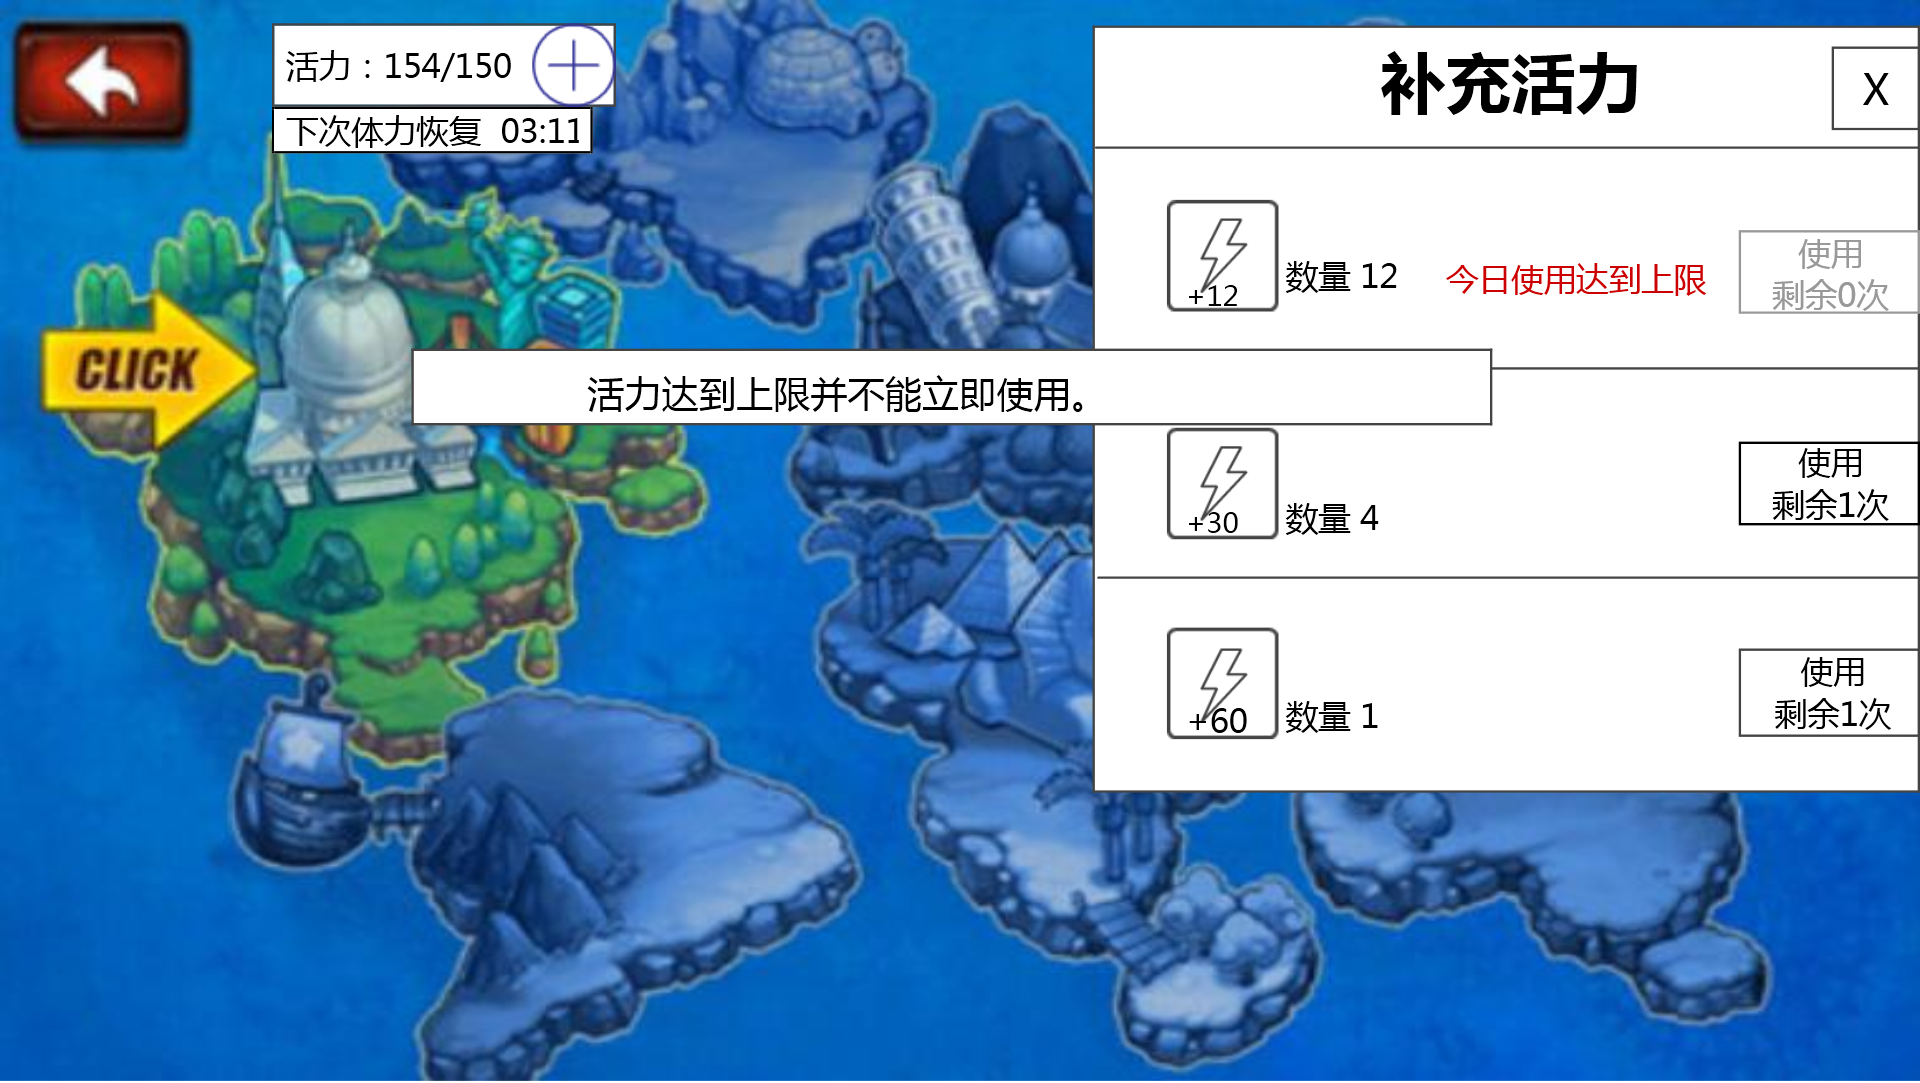 活力：154/150
下次体力恢复 03:11
补充活力
X
+12
数量 12
今日使用达到上限
使用
剩余0次
CLICK
活力达到上限并不能立即使用。
+30
数量 4
使用
剩余1次
+60
数量 1
使用
剩余1次